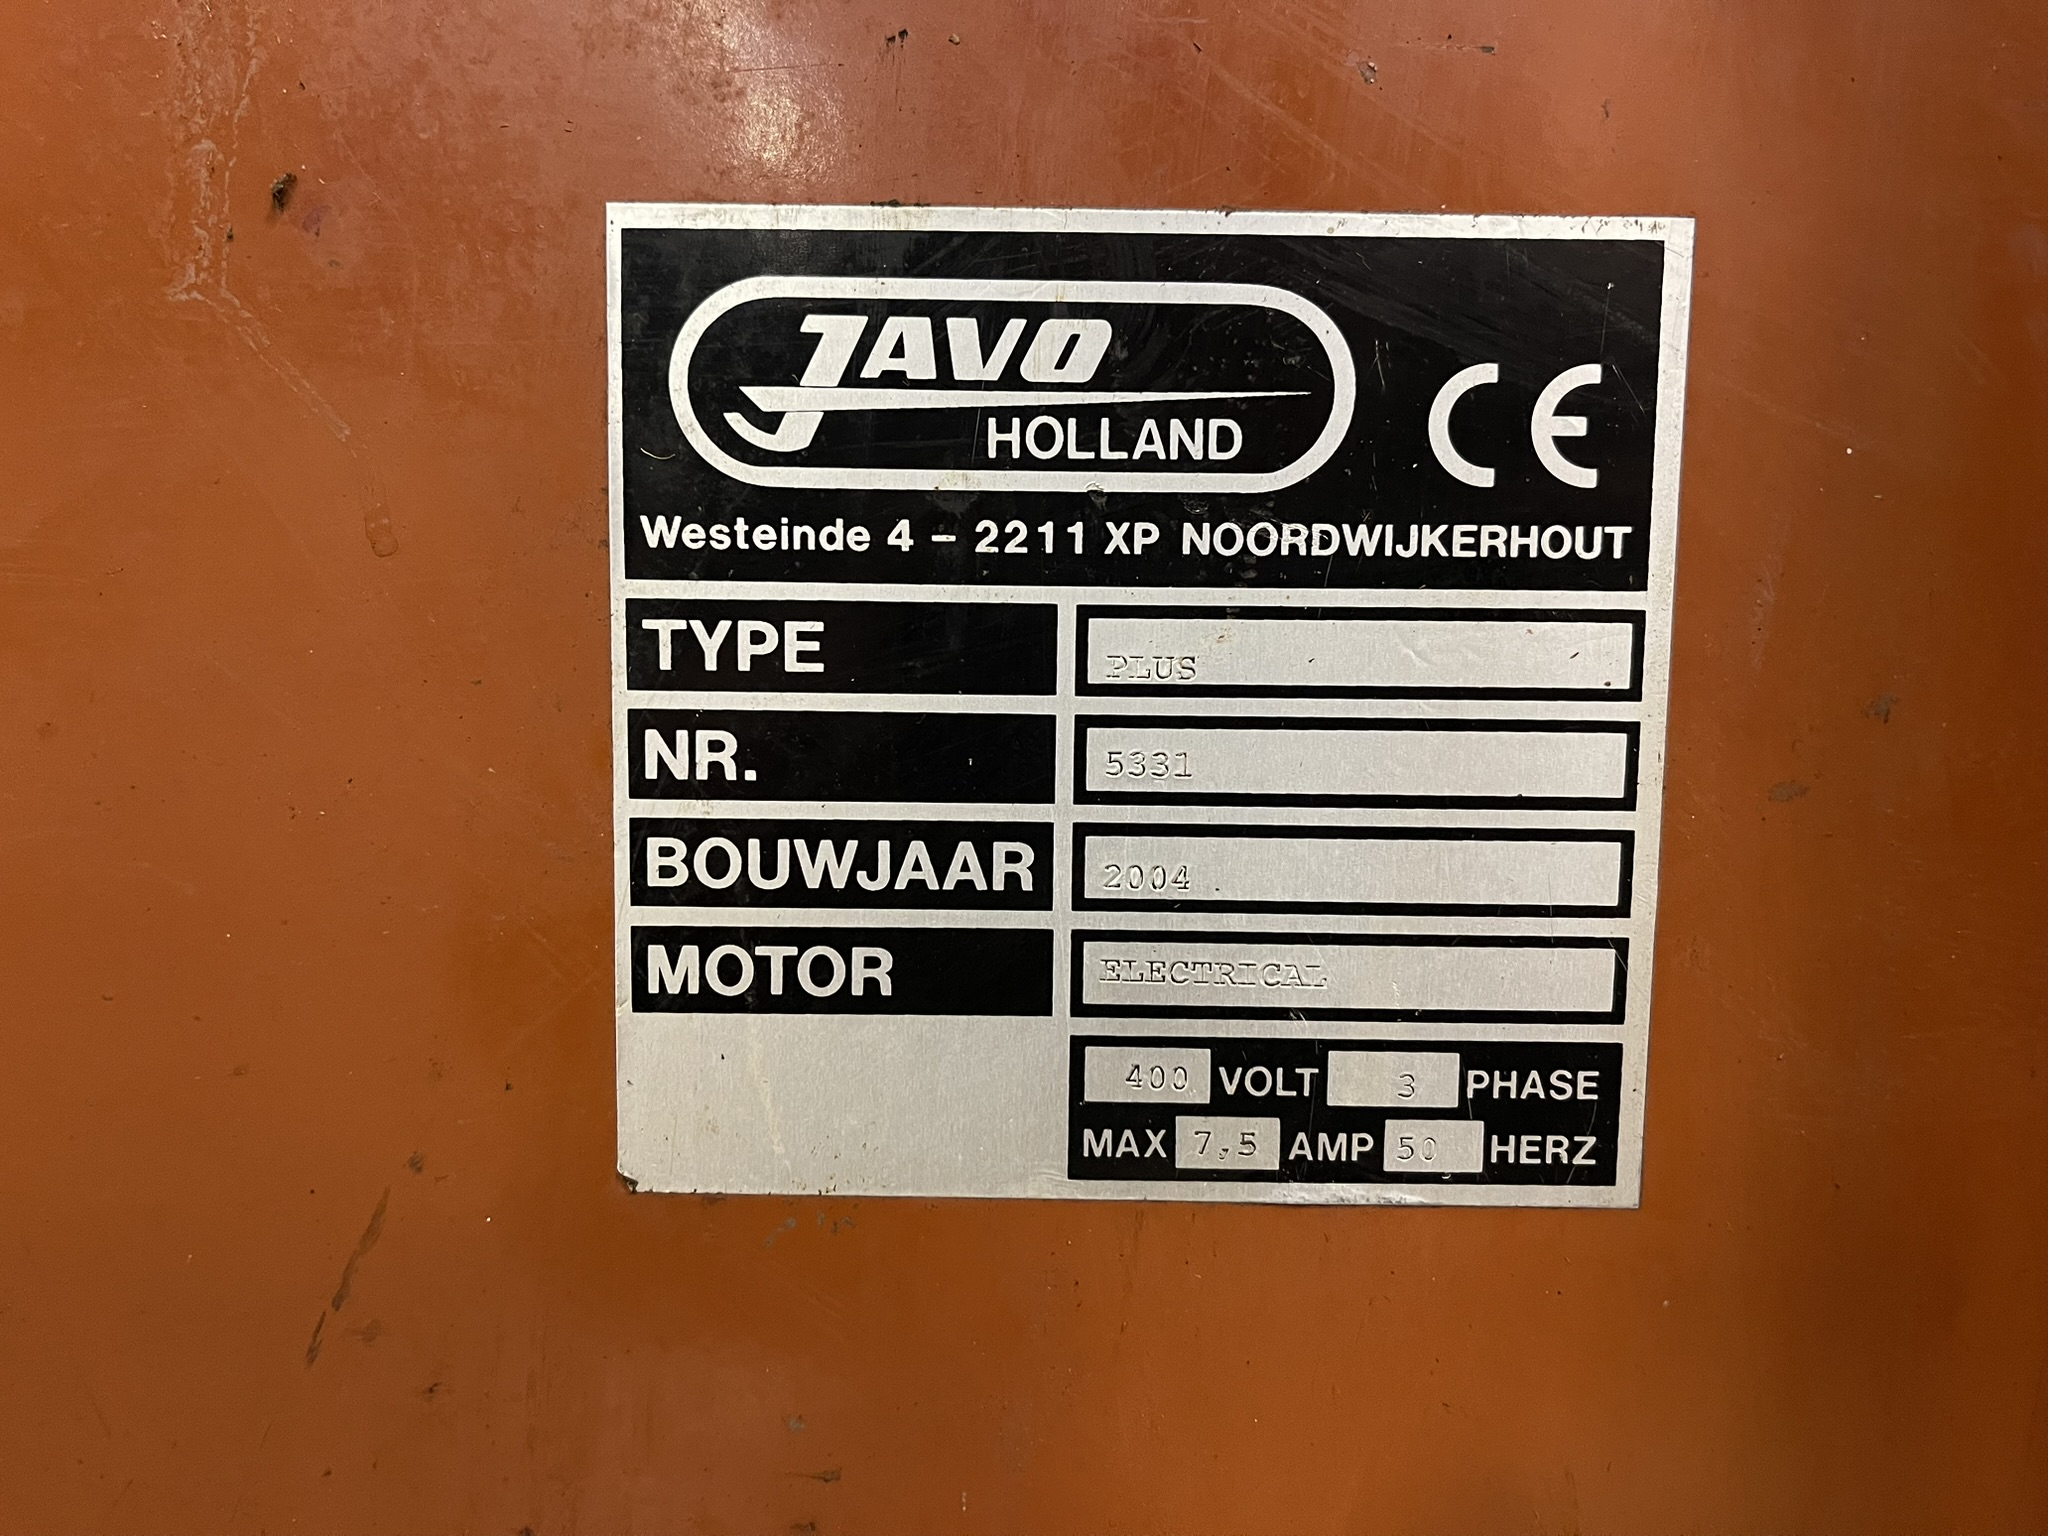 JAVO
HOLLAND
CE
Westeinde 4 - 2211 XP NOORDWIJKERHOUT
TYPE PLUS
NR. 5331
BOUWJAAR 2004
MOTOR ELECTRICAL
400 VOLT 3 PHASE
MAX 7,5 AMP 50 HERZ